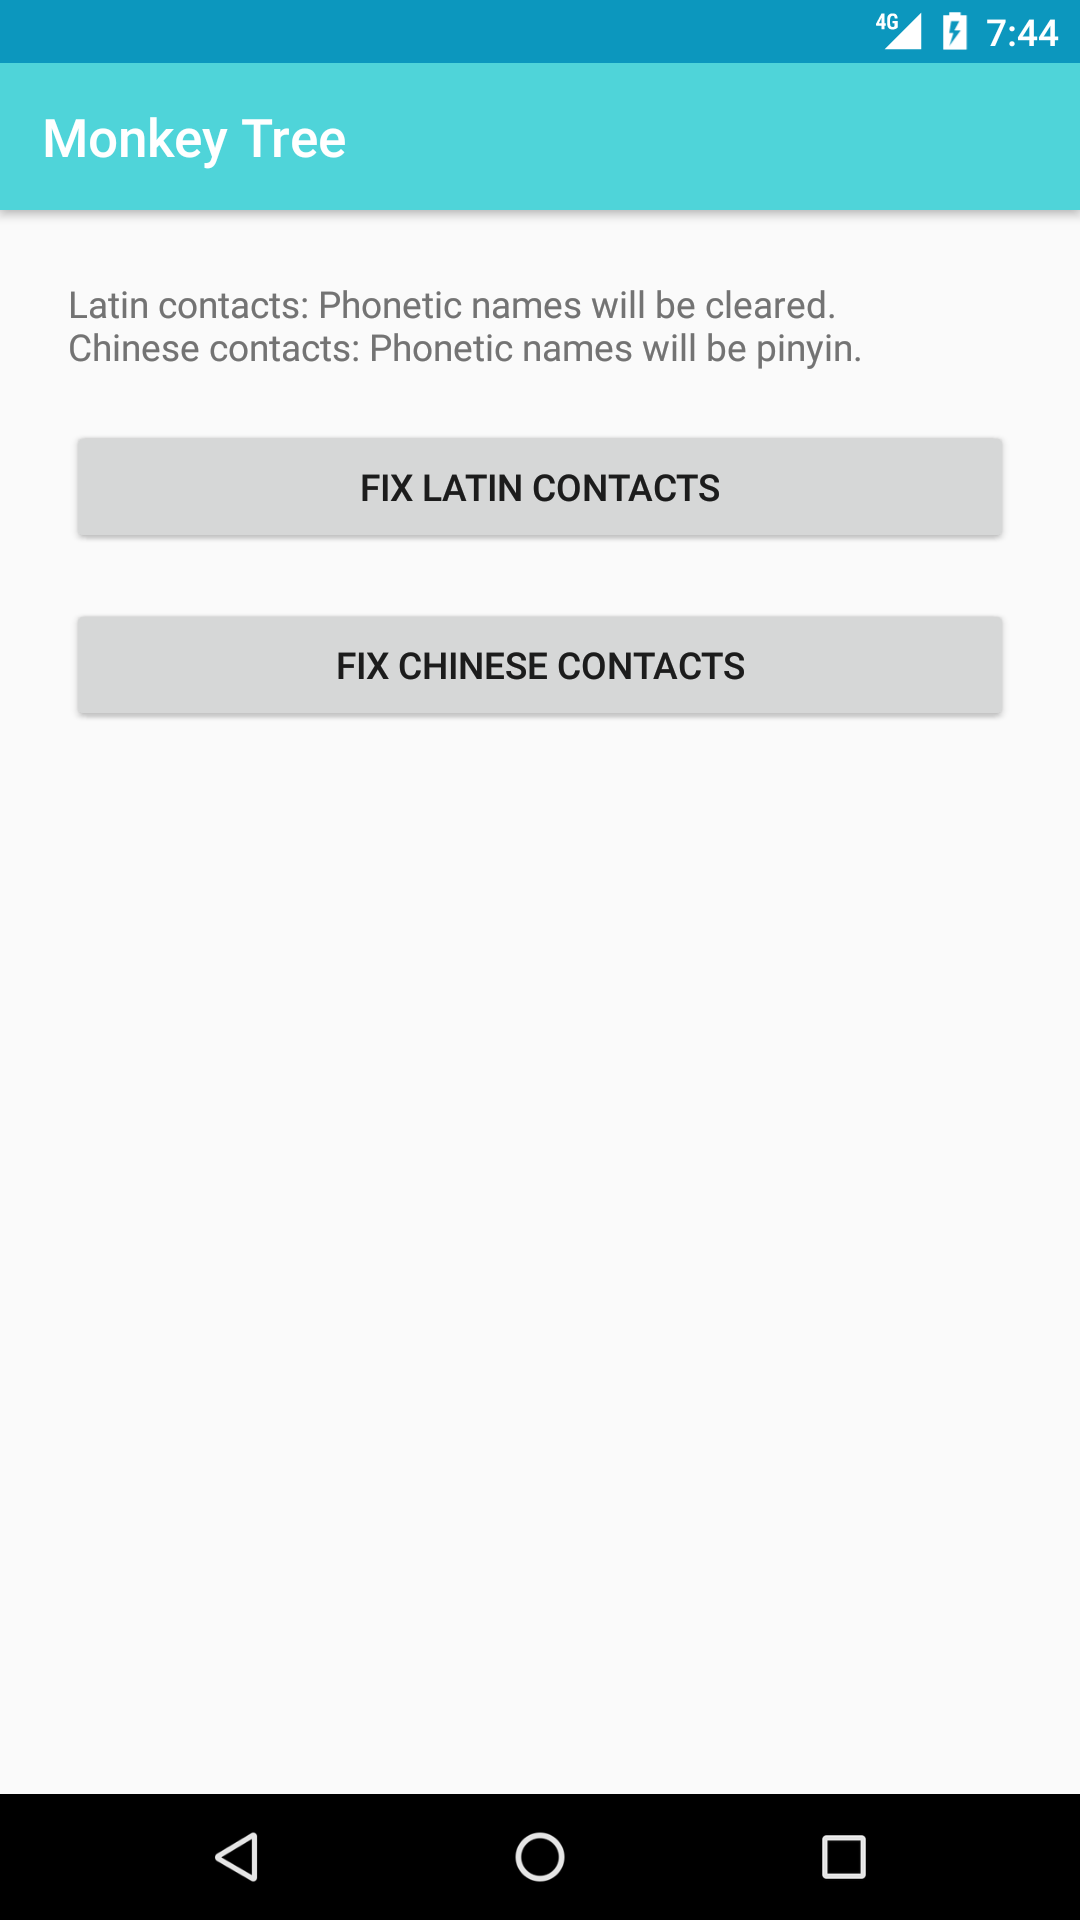 4G 7:44
Monkey Tree
Latin contacts: Phonetic names will be cleared.
Chinese contacts: Phonetic names will be pinyin.
FIX LATIN CONTACTS
FIX CHINESE CONTACTS